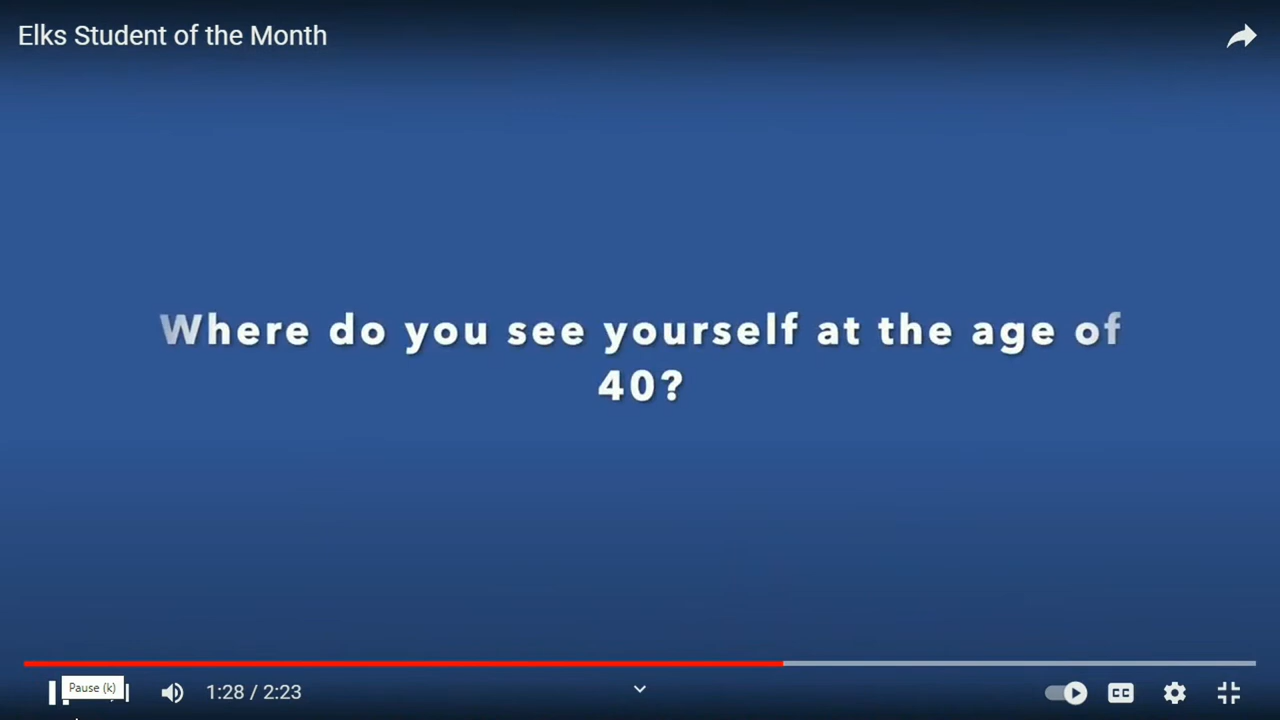 Elks Student of the Month
Where do you see yourself at the age of
40?
Pause (k)
1:28 / 2:23
CC